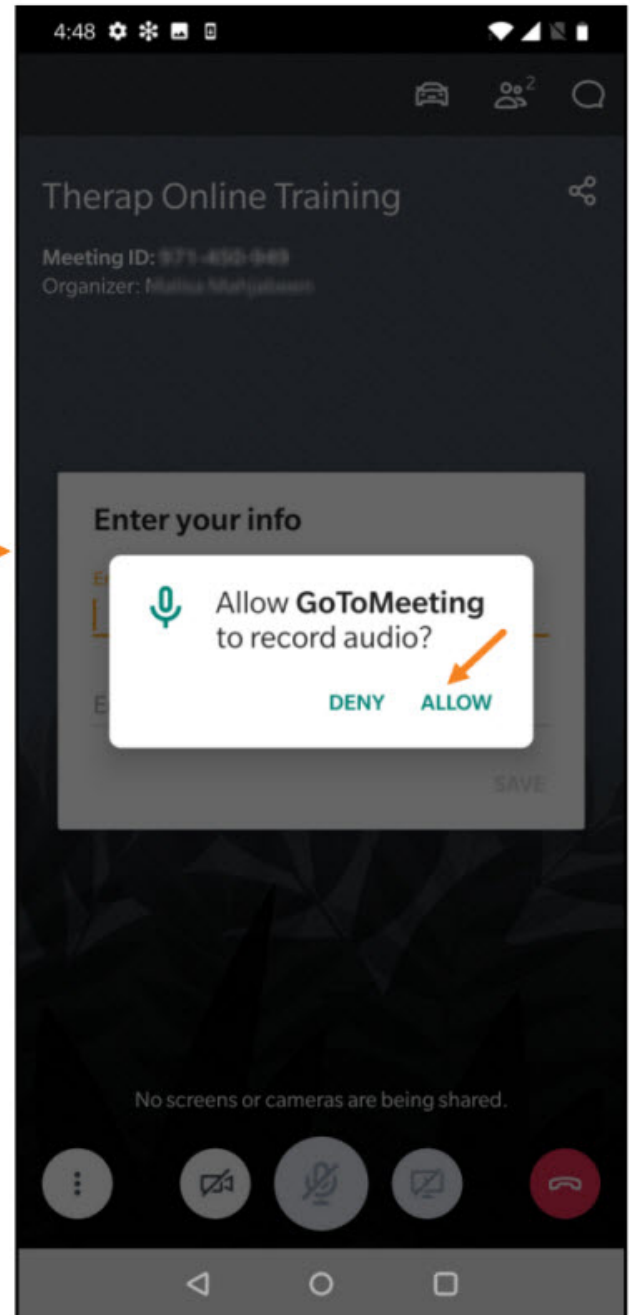 4:48
2
Therap Online Training
Meeting ID:
Organizer:
Enter your info
Allow GoToMeeting
to record audio?
DENY ALLOW
SAVE
No screens or cameras are being shared.